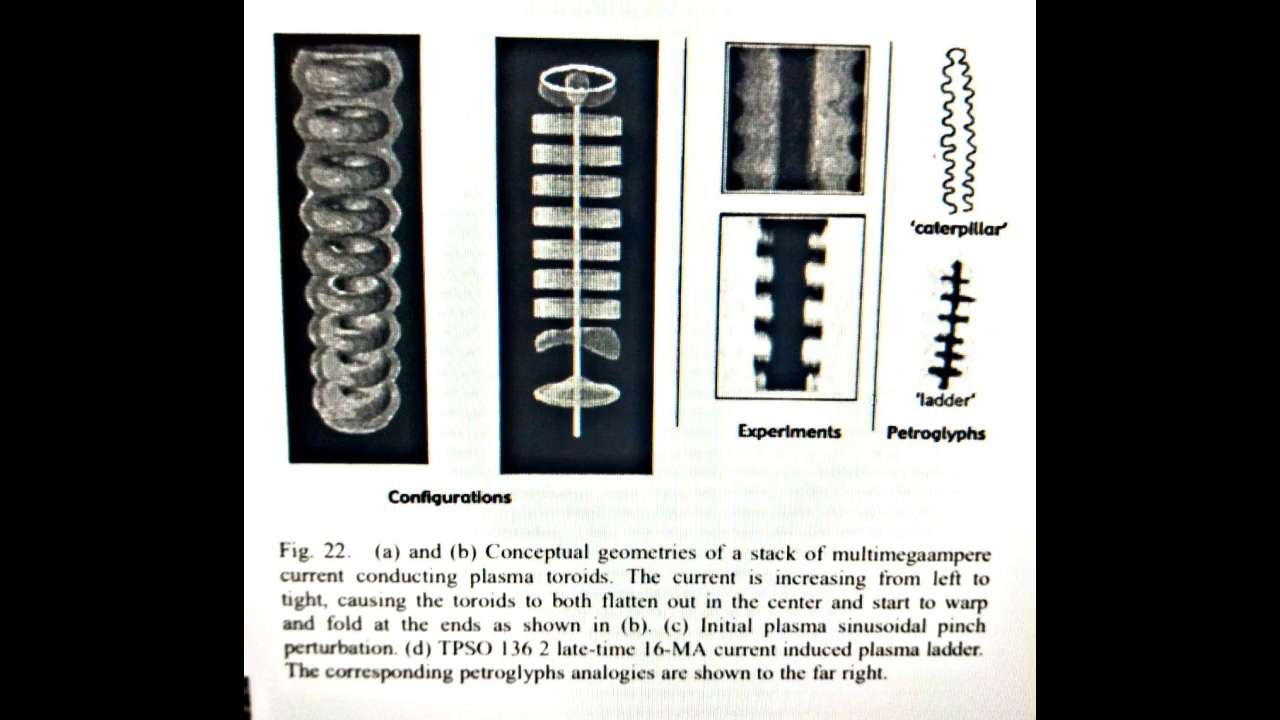 'caterpillar'
'ladder'
Experiments
Petroglyphs
Configurations
Fig. 22. (a) and (b) Conceptual geometries of a stack of multimegaampere
current conducting plasma toroids. The current is increasing from left to
tight, causing the toroids to both flatten out in the center and start to warp
and fold at the ends as shown in (b). (c) Initial plasma sinusoidal pinch
perturbation. (d) TPSO 136 2 late-time 16-MA current induced plasma ladder.
The corresponding petroglyphs analogies are shown to the far right.